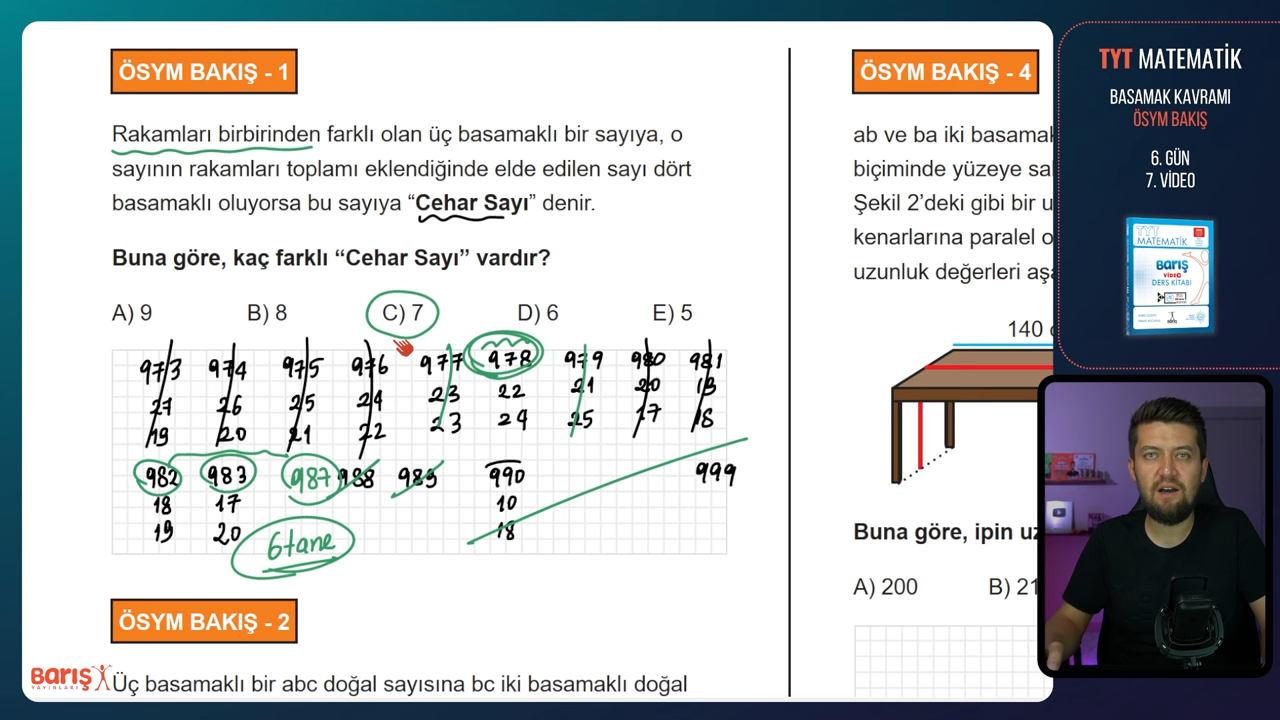 ÖSYM BAKIŞ - 1
Rakamları birbirinden farklı olan üç basamaklı bir sayıya, o
sayının rakamları toplamı eklendiğinde elde edilen sayı dört
basamaklı oluyorsa bu sayıya “Cehar Sayı” denir.
Buna göre, kaç farklı “Cehar Sayı” vardır?
A) 9 B) 8 C) 7 D) 6 E) 5
973 974 975 976 977 978 979 980 981
27 26 25 24 23 22 21 20 19
19 20 21 22 23 24 25 17 18
982 983 987 988 989 990 999
18 17 10
19 20 18
6 tane
ÖSYM BAKIŞ - 2
Üç basamaklı bir abc doğal sayısına bc iki basamaklı doğal
BARIŞ
YAYINLARI
ÖSYM BAKIŞ - 4
ab ve ba iki basamak
biçiminde yüzeye sa
Şekil 2’deki gibi bir u
kenarlarına paralel o
uzunluk değerleri aşa
140 c
Buna göre, ipin uz
A) 200 B) 21
TYT MATEMATİK
BASAMAK KAVRAMI
ÖSYM BAKIŞ
6. GÜN
7. VİDEO
TYT
MATEMATİK
BARIŞ
VİDEO
DERS KİTABI